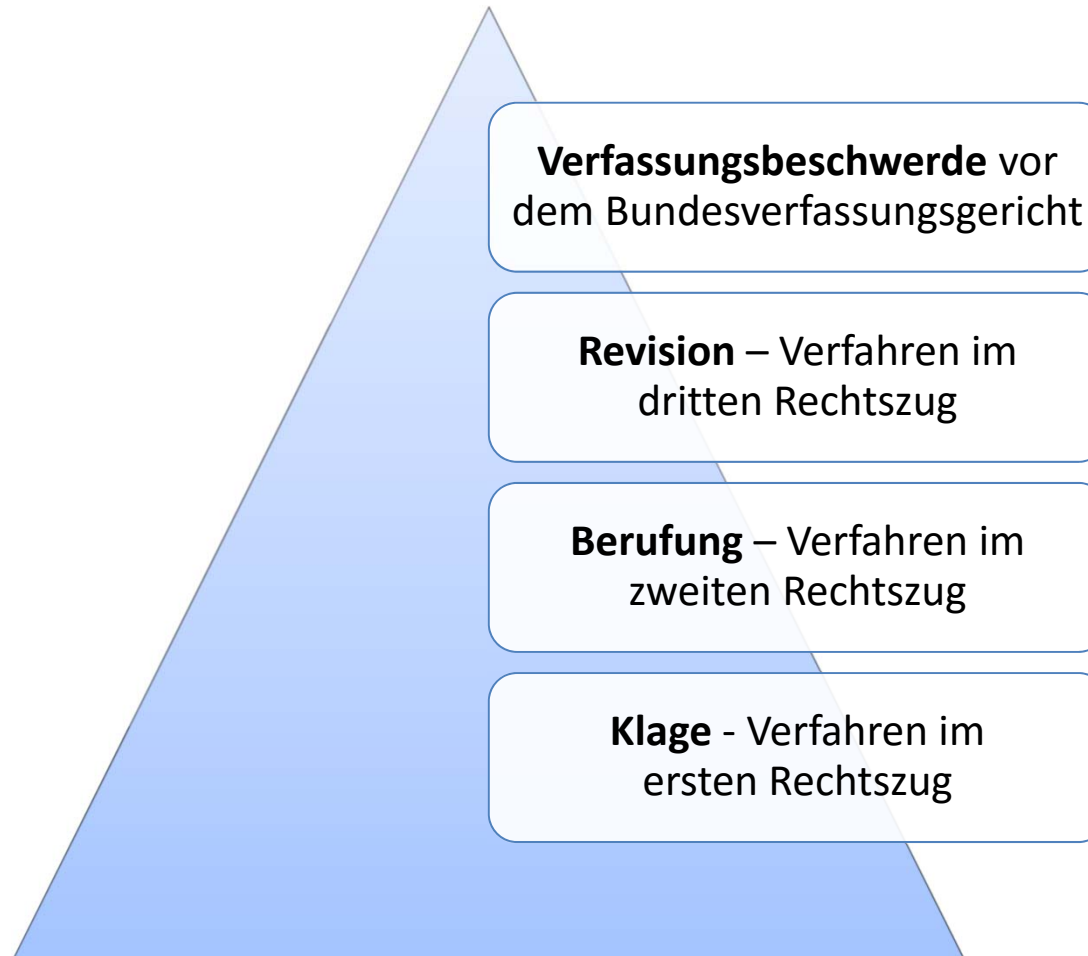 Verfassungsbeschwerde vor
dem Bundesverfassungsgericht
Revision – Verfahren im
dritten Rechtszug
Berufung – Verfahren im
zweiten Rechtszug
Klage - Verfahren im
ersten Rechtszug